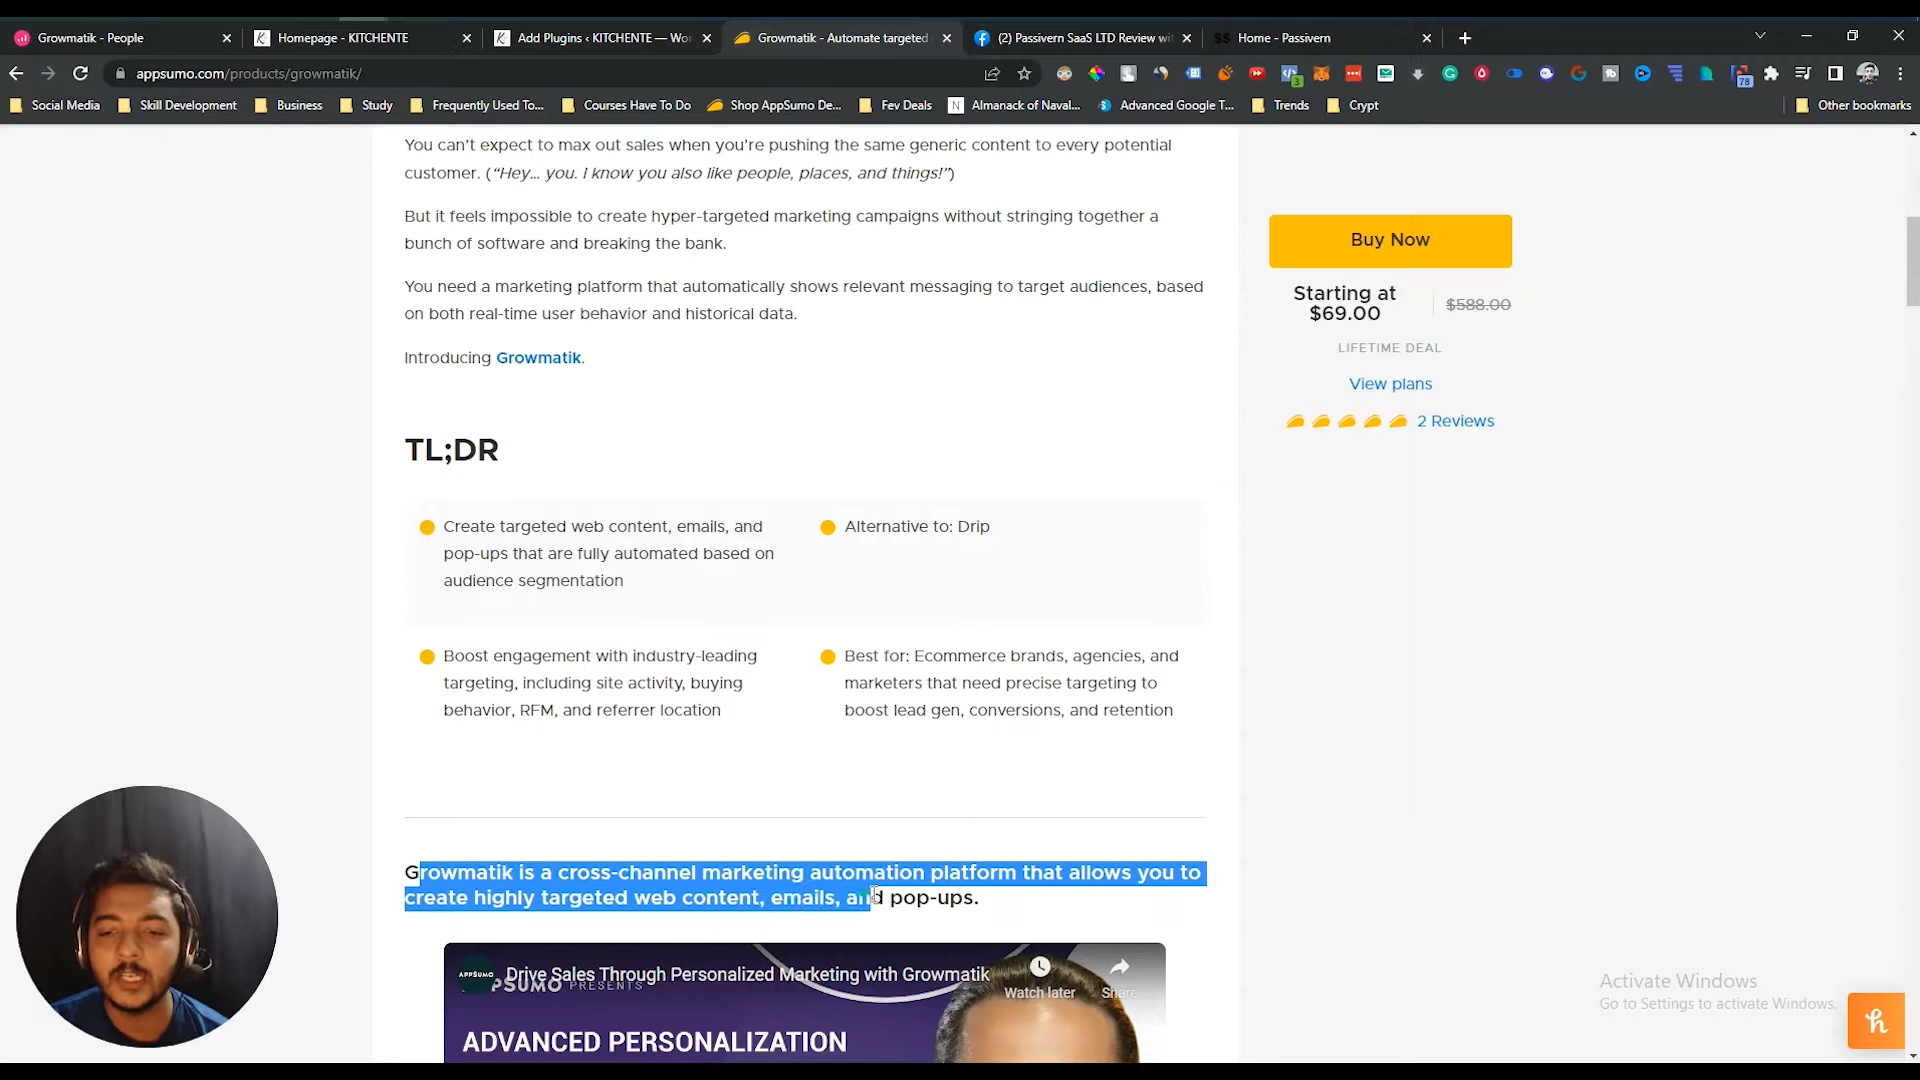 Growmatik - People
Homepage - KITCHENTE
Add Plugins ‹ KITCHENTE — Wor
Growmatik - Automate targeted
(2) Passivern SaaS LTD Review wi
Home - Passivern
appsumo.com/products/growmatik/
Social Media
Skill Development
Business
Study
Frequently Used To...
Courses Have To Do
Shop AppSumo De...
Fev Deals
Almanack of Naval...
Advanced Google T...
Trends
Crypt
Other bookmarks
You can't expect to max out sales when you're pushing the same generic content to every potential
customer. (“Hey... you. I know you also like people, places, and things!”)
But it feels impossible to create hyper-targeted marketing campaigns without stringing together a
bunch of software and breaking the bank.
You need a marketing platform that automatically shows relevant messaging to target audiences, based
on both real-time user behavior and historical data.
Introducing Growmatik.
Buy Now
Starting at
$69.00
$588.00
LIFETIME DEAL
View plans
2 Reviews
TL;DR
Create targeted web content, emails, and
pop-ups that are fully automated based on
audience segmentation
Alternative to: Drip
Boost engagement with industry-leading
targeting, including site activity, buying
behavior, RFM, and referrer location
Best for: Ecommerce brands, agencies, and
marketers that need precise targeting to
boost lead gen, conversions, and retention
Growmatik is a cross-channel marketing automation platform that allows you to
create highly targeted web content, emails, and pop-ups.
APPSUMO
Drive Sales Through Personalized Marketing with Growmatik
PSUMO PRESENTS
Watch later
Share
ADVANCED PERSONALIZATION
Activate Windows
Go to Settings to activate Windows.